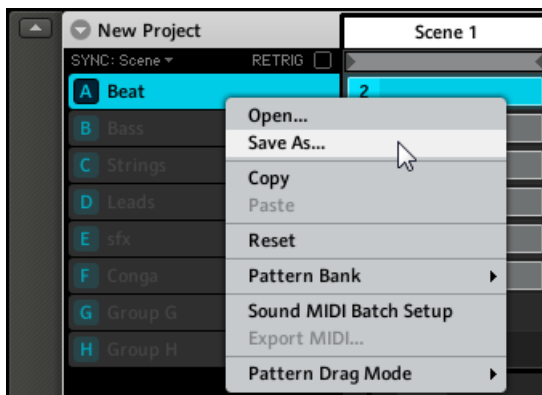 New Project
Scene 1
SYNC: Scene
RETRIG
A Beat
2
B Bass
C Strings
D Leads
E sfx
F Conga
G Group G
H Group H
Open...
Save As...
Copy
Paste
Reset
Pattern Bank
Sound MIDI Batch Setup
Export MIDI...
Pattern Drag Mode